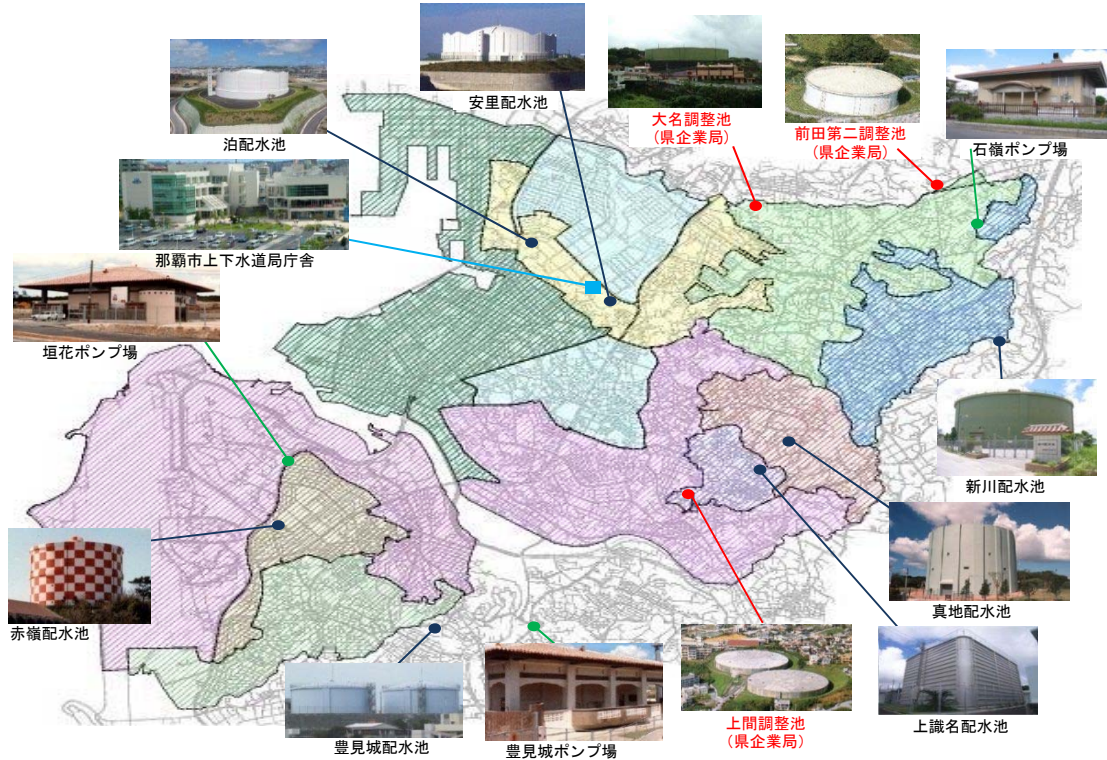 安里配水池
大名調整池
（県企業局）
前田第二調整池
（県企業局）
石嶺ポンプ場
泊配水池
那覇市上下水道局庁舎
垣花ポンプ場
新川配水池
赤嶺配水池
真地配水池
豊見城配水池
豊見城ポンプ場
上間調整池
（県企業局）
上識名配水池